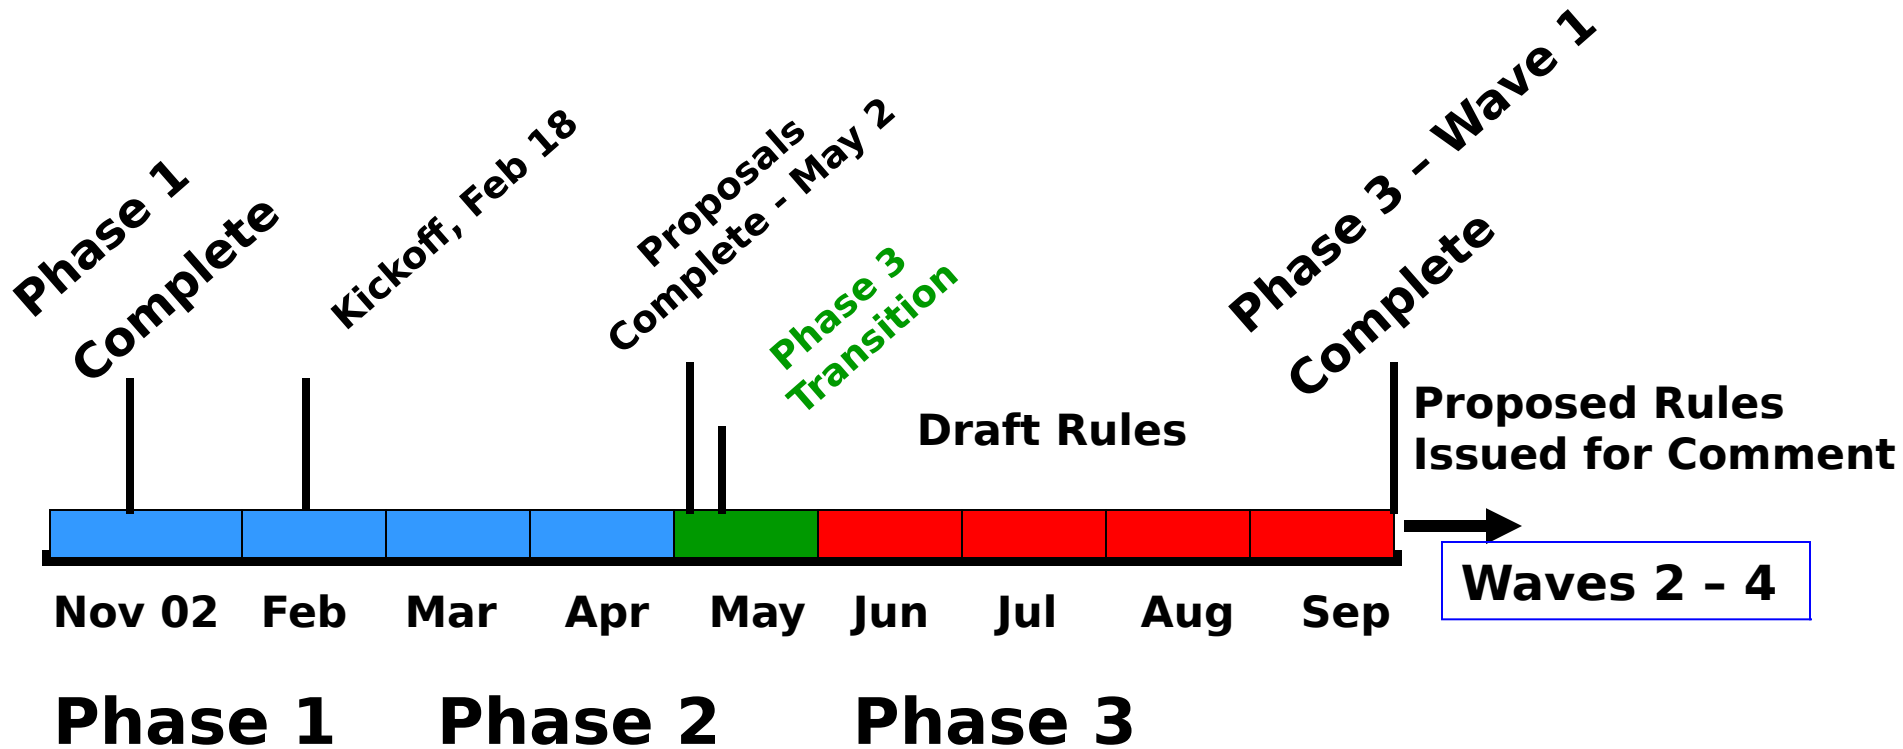 Phase 1
Complete
Kickoff, Feb 18
Proposals
Complete - May 2
Phase 3
Transition
Draft Rules
Phase 3 – Wave 1
Complete
Proposed Rules
Issued for Comment
Waves 2 – 4
Nov 02 Feb Mar Apr May Jun Jul Aug Sep
Phase 1 Phase 2 Phase 3